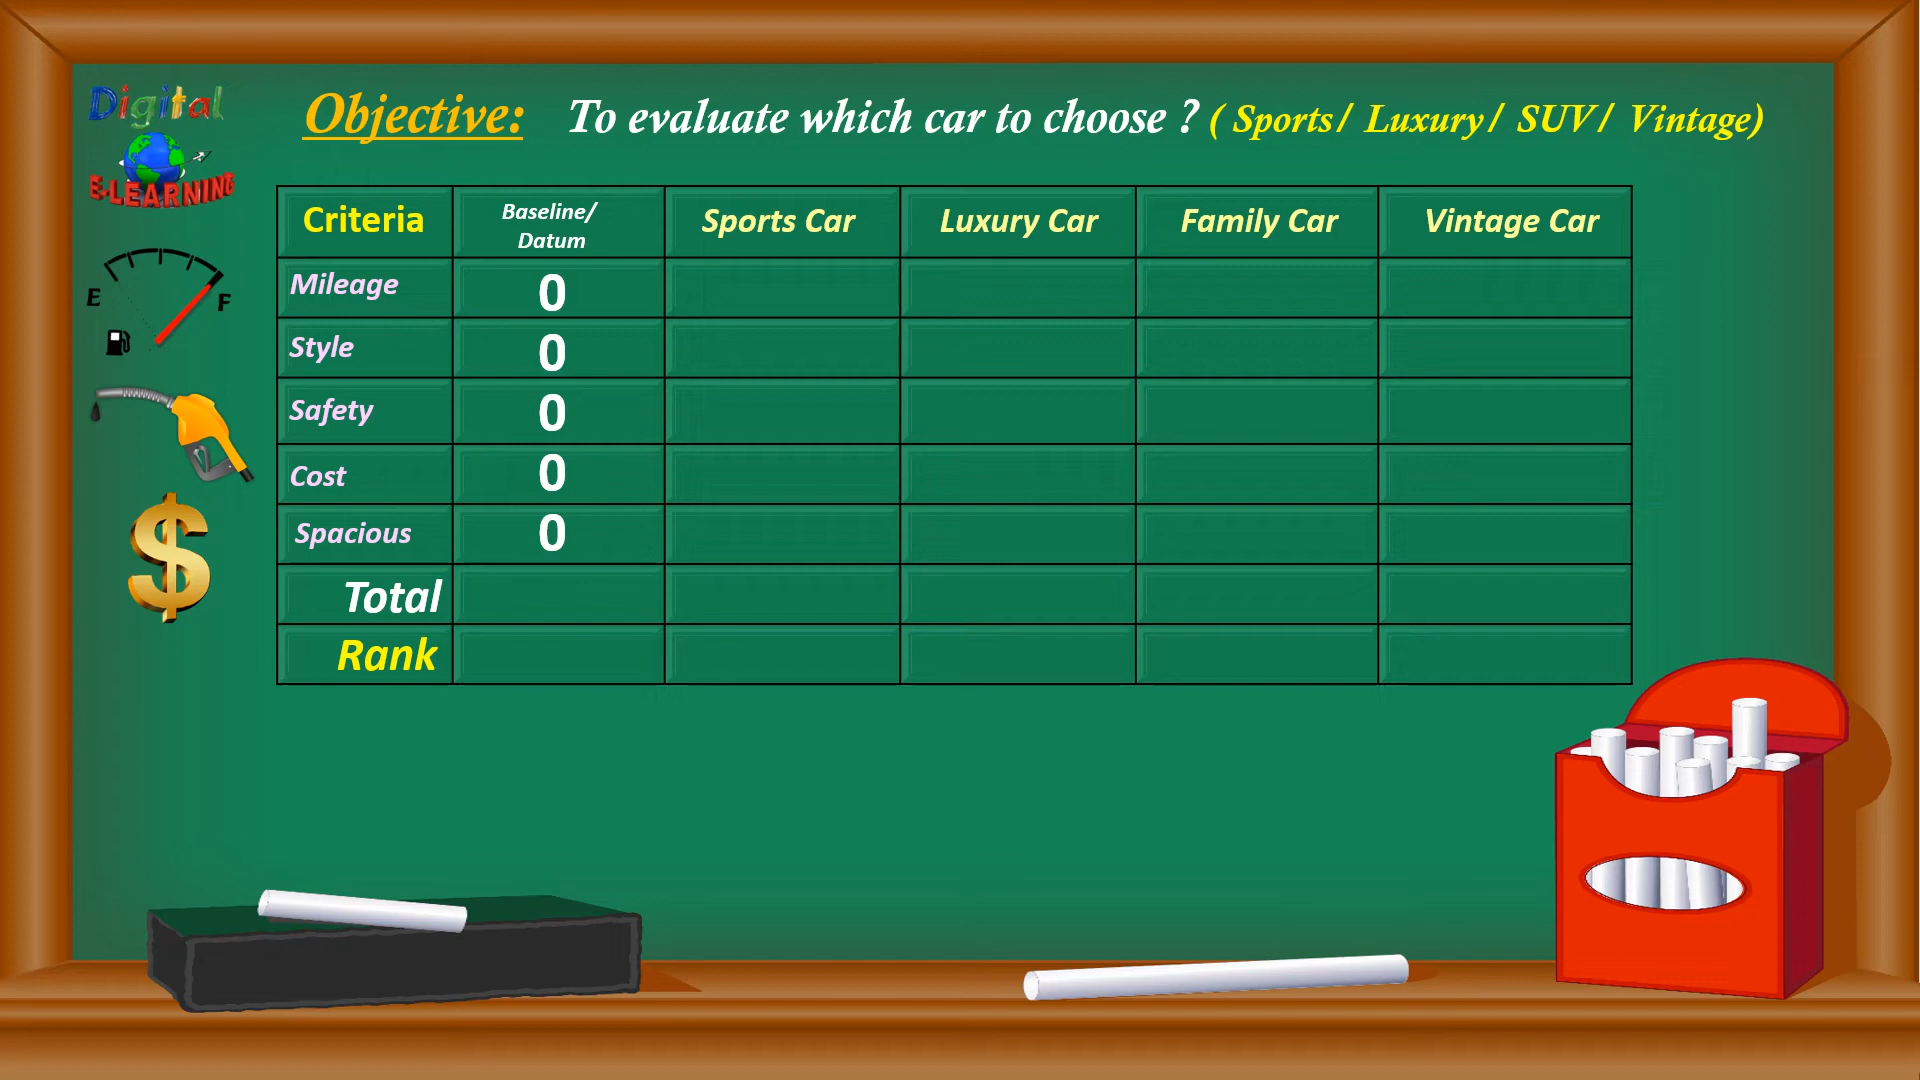 Digital
E-LEARNING
E
F
$
Objective: To evaluate which car to choose ? ( Sports/ Luxury/ SUV/ Vintage)
Criteria Baseline/ Datum Sports Car Luxury Car Family Car Vintage Car
Mileage 0
Style 0
Safety 0
Cost 0
Spacious 0
Total
Rank